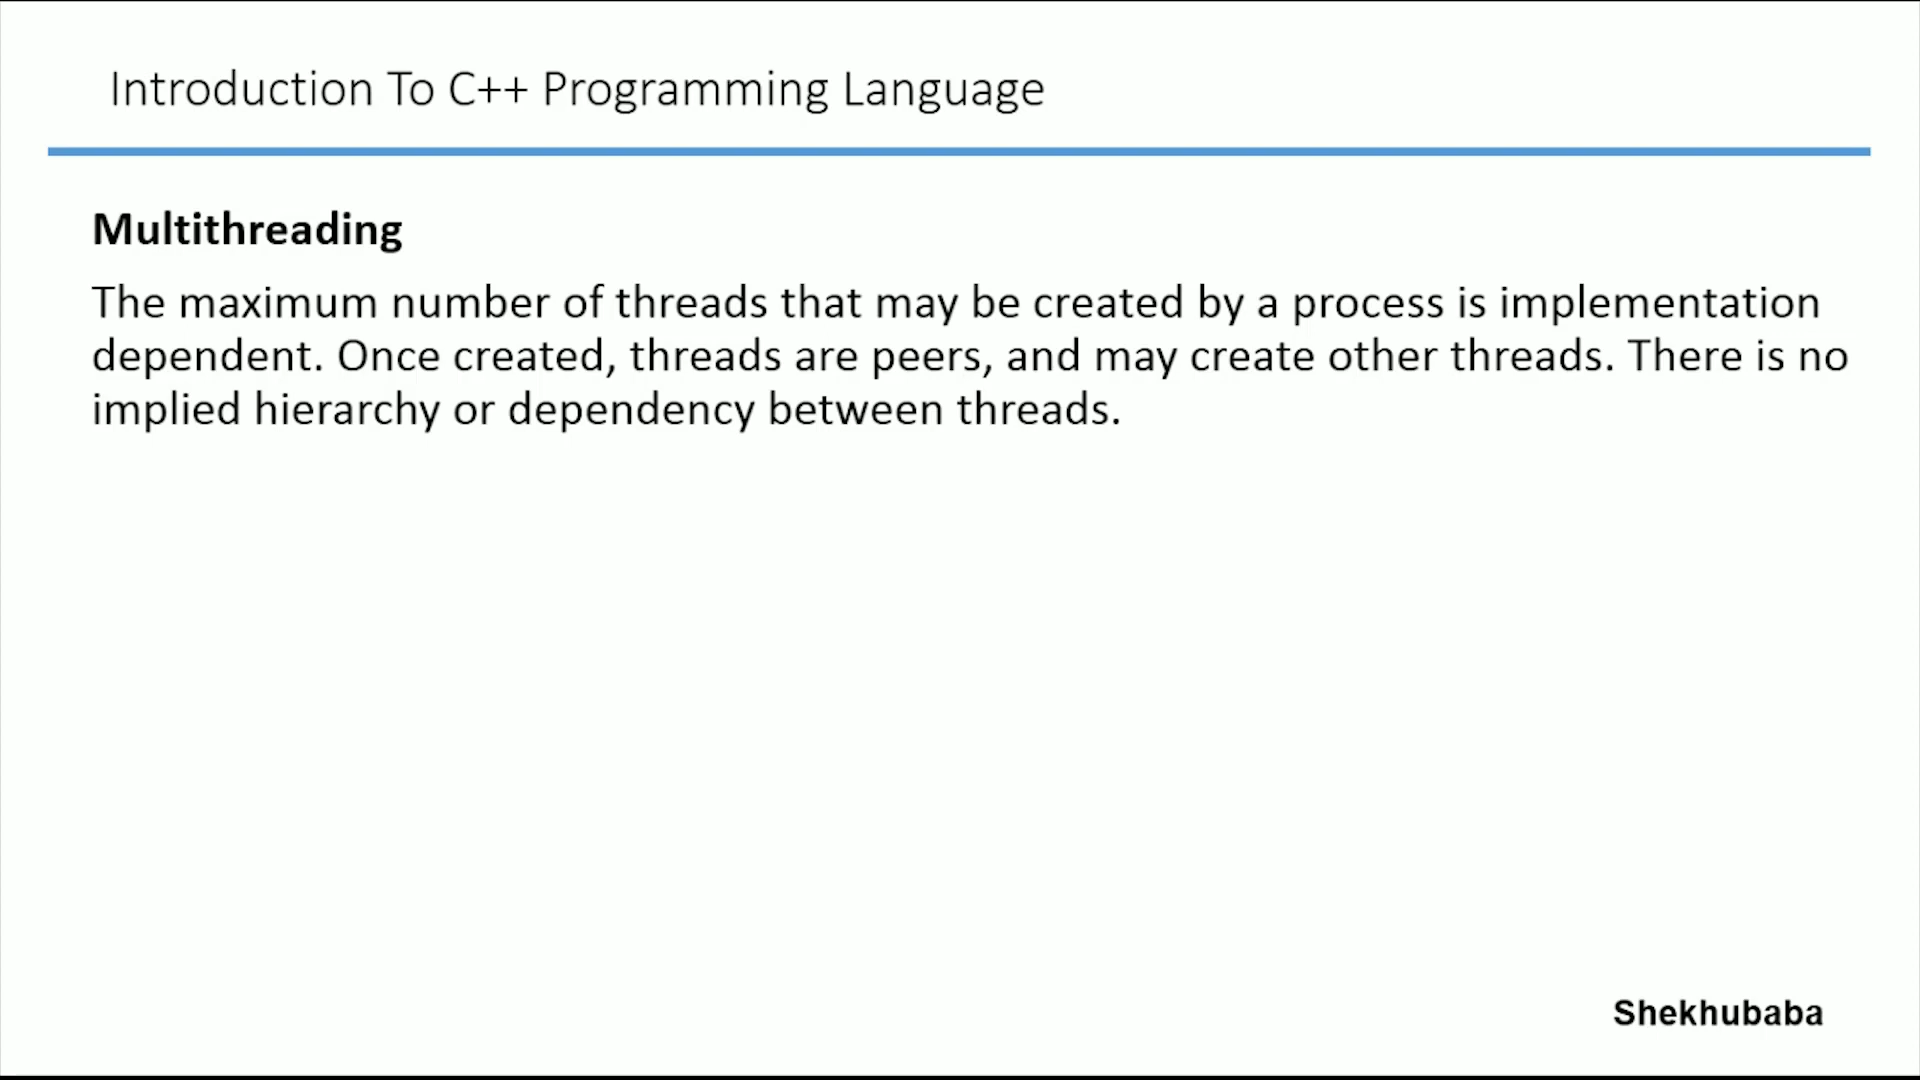 Introduction To C++ Programming Language
Multithreading
The maximum number of threads that may be created by a process is implementation
dependent. Once created, threads are peers, and may create other threads. There is no
implied hierarchy or dependency between threads.
Shekhubaba